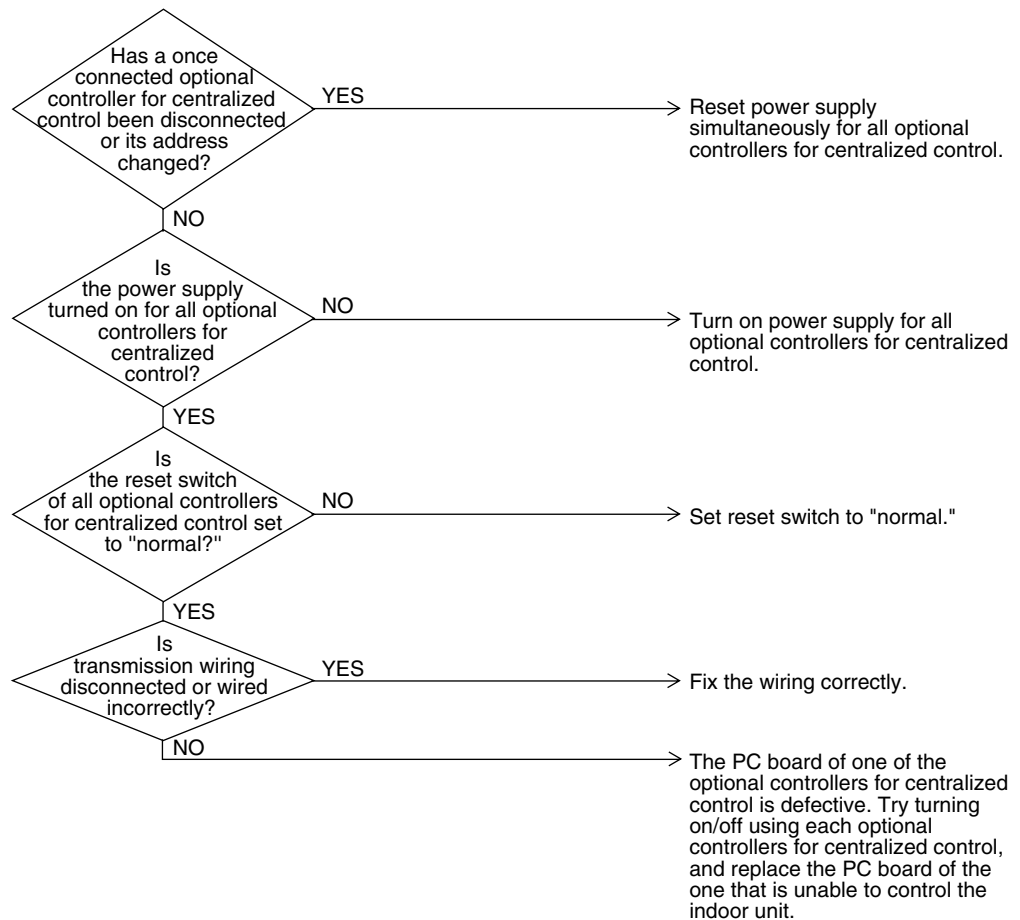 Has a once
connected optional
controller for centralized
control been disconnected
or its address
changed?
YES
Reset power supply
simultaneously for all optional
controllers for centralized control.
NO
Is
the power supply
turned on for all optional
controllers for
centralized
control?
NO
Turn on power supply for all
optional controllers for centralized
control.
YES
Is
the reset switch
of all optional controllers
for centralized control set
to "normal?"
NO
Set reset switch to "normal."
YES
Is
transmission wiring
disconnected or wired
incorrectly?
YES
Fix the wiring correctly.
NO
The PC board of one of the
optional controllers for centralized
control is defective. Try turning
on/off using each optional
controllers for centralized control,
and replace the PC board of the
one that is unable to control the
indoor unit.